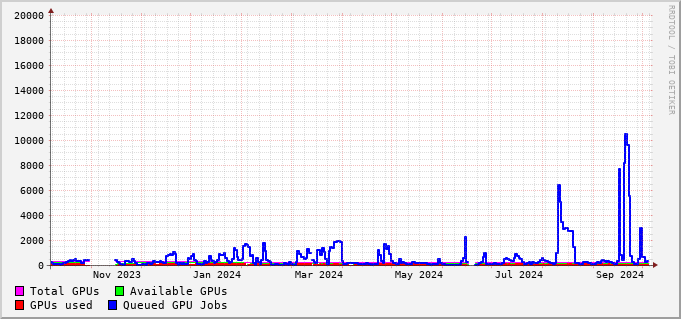 RRDTOOL / TOBI OETIKER
20000
18000
16000
14000
12000
10000
8000
6000
4000
2000
0
Nov 2023 Jan 2024 Mar 2024 May 2024 Jul 2024 Sep 2024
Total GPUs Available GPUs
GPUs used Queued GPU Jobs